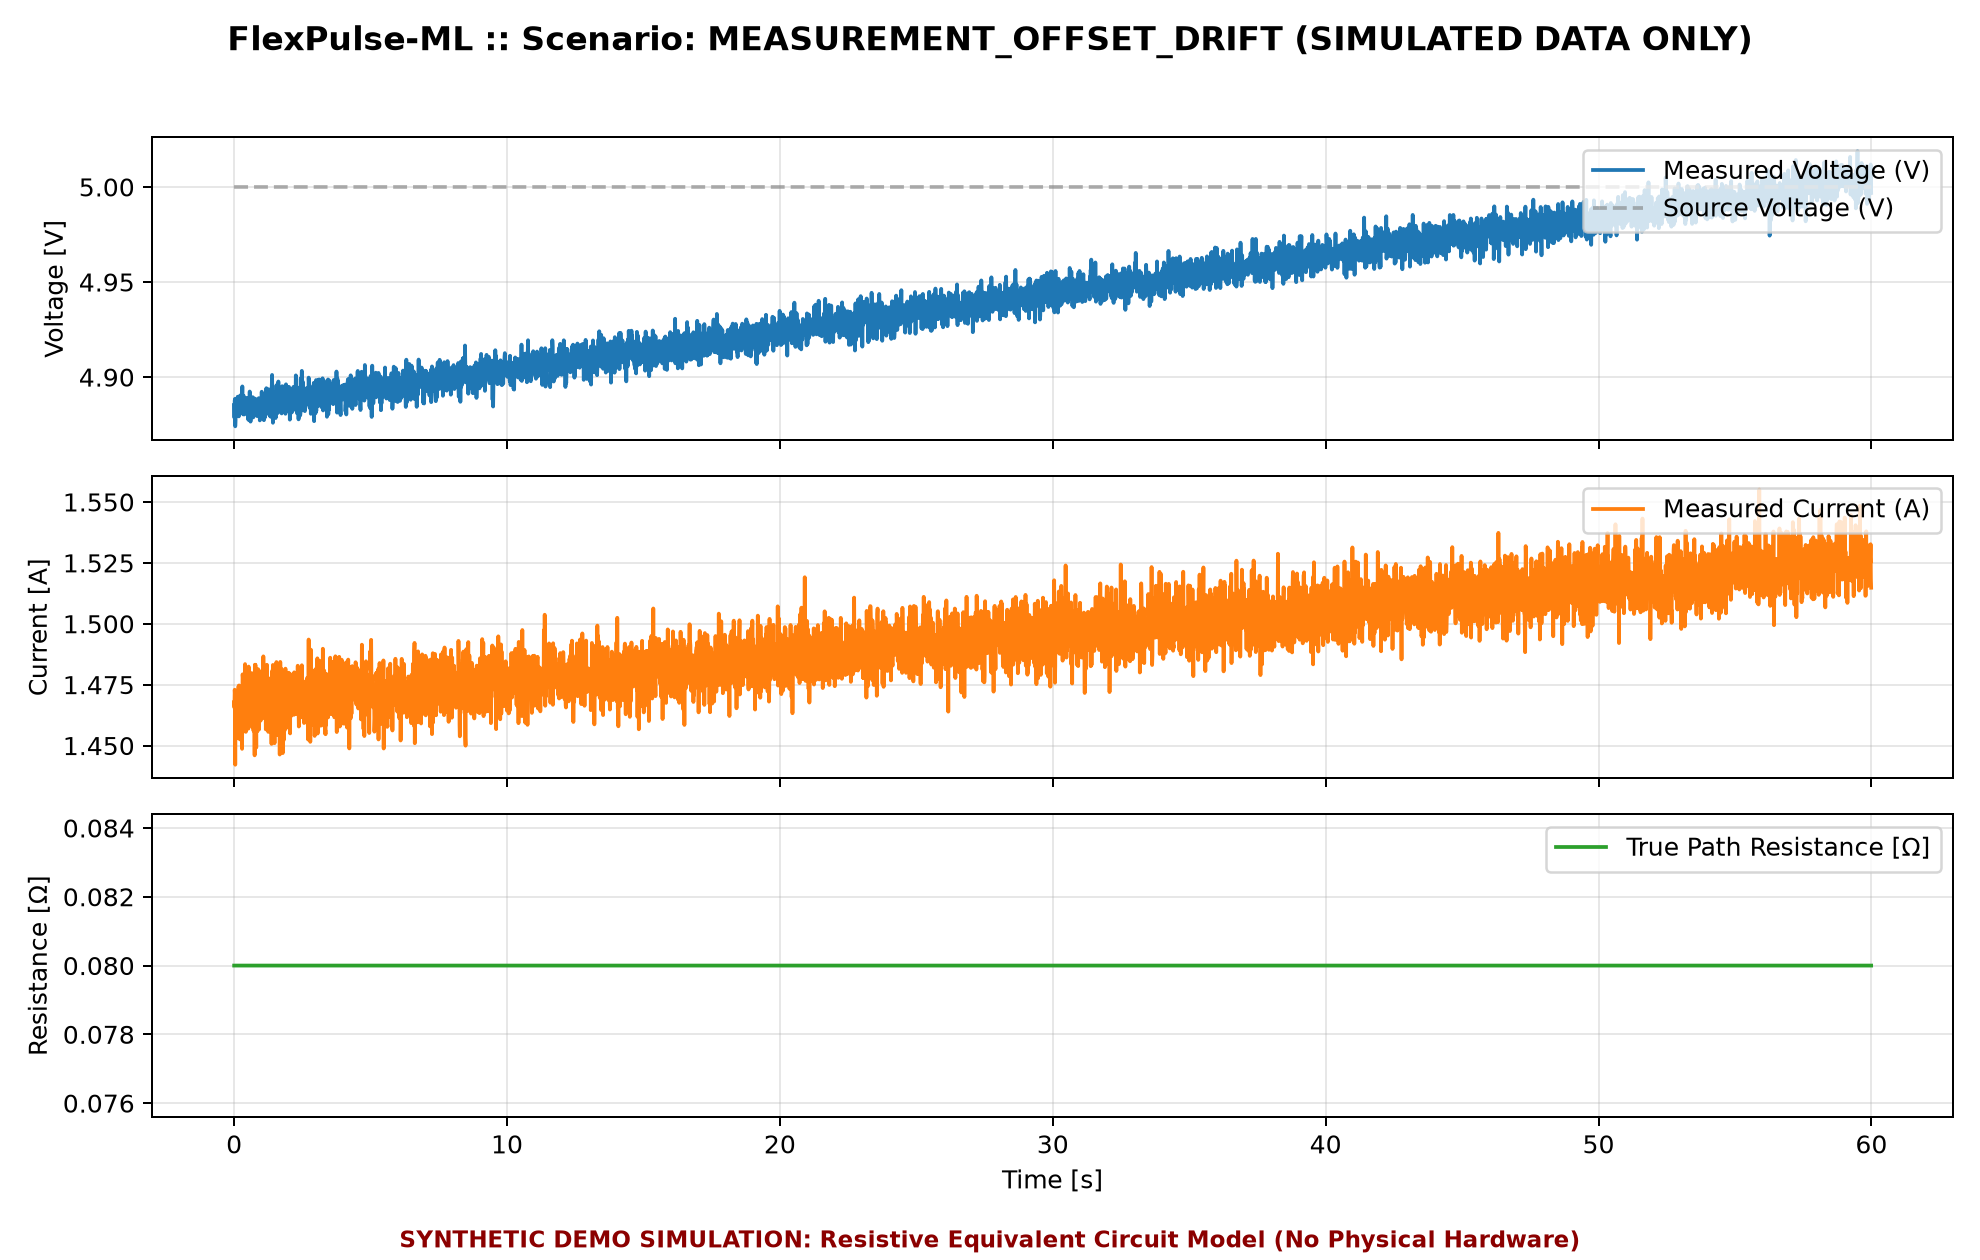 FlexPulse-ML :: Scenario: MEASUREMENT_OFFSET_DRIFT (SIMULATED DATA ONLY)
Voltage [V]
5.00
4.95
4.90
Measured Voltage (V)
Source Voltage (V)
Current [A]
1.550
1.525
1.500
1.475
1.450
Measured Current (A)
Resistance [Ω]
0.084
0.082
0.080
0.078
0.076
True Path Resistance [Ω]
0 10 20 30 40 50 60
Time [s]
SYNTHETIC DEMO SIMULATION: Resistive Equivalent Circuit Model (No Physical Hardware)